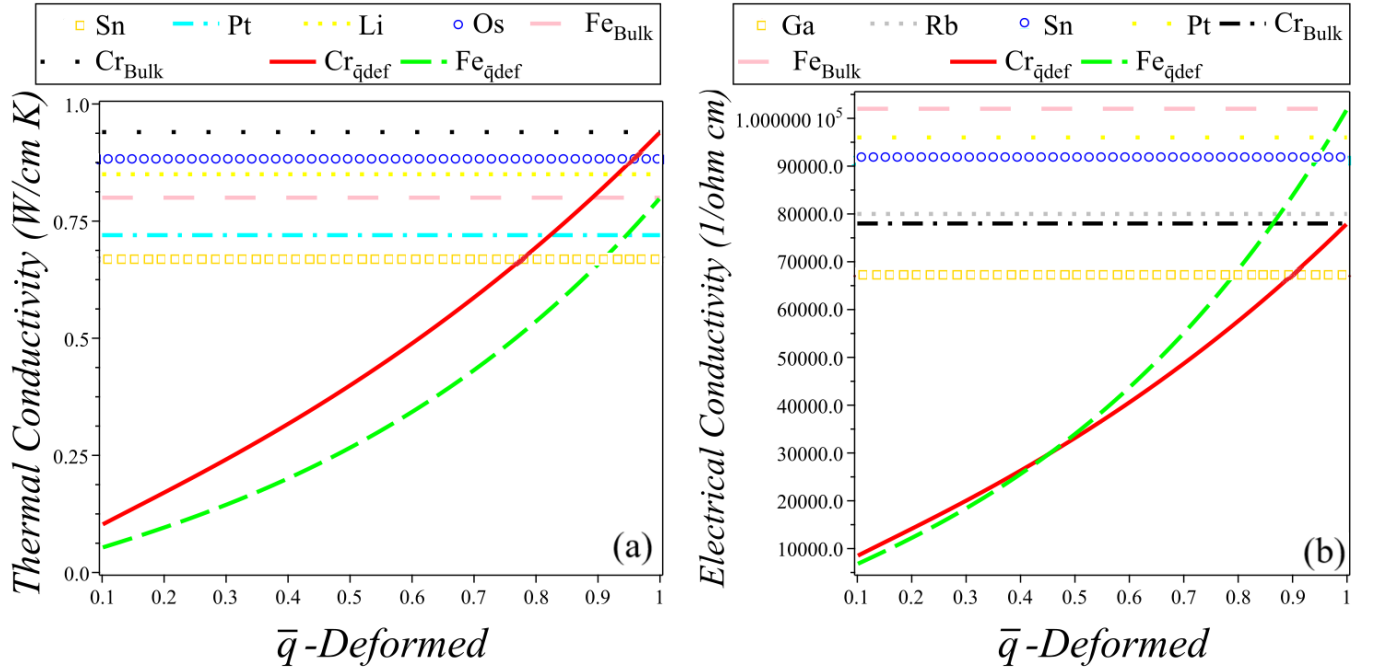 Sn Pt Li Os Fe_Bulk
Cr_Bulk Cr_q̄def Fe_q̄def
Thermal Conductivity (W/cm K)
1.0
0.75
0.5
0.25
0.0
0.1 0.2 0.3 0.4 0.5 0.6 0.7 0.8 0.9 1
(a)
q̄ -Deformed
Ga Rb Sn Pt Cr_Bulk
Fe_Bulk Cr_q̄def Fe_q̄def
Electrical Conductivity (1/ohm cm)
1.000000 10⁵
90000.0
80000.0
70000.0
60000.0
50000.0
40000.0
30000.0
20000.0
10000.0
0.1 0.2 0.3 0.4 0.5 0.6 0.7 0.8 0.9 1
(b)
q̄ -Deformed